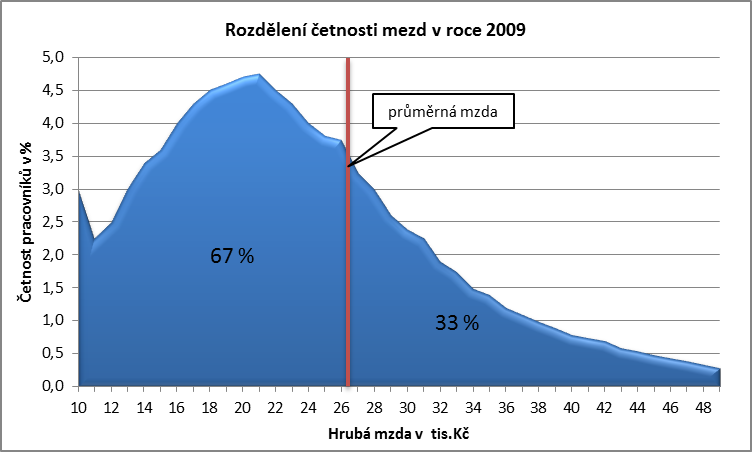 Rozdělení četnosti mezd v roce 2009
5,0
4,5
4,0
3,5
3,0
2,5
2,0
1,5
1,0
0,5
0,0
Četnost pracovníků v %
průměrná mzda
67 %
33 %
10 12 14 16 18 20 22 24 26 28 30 32 34 36 38 40 42 44 46 48
Hrubá mzda v  tis.Kč